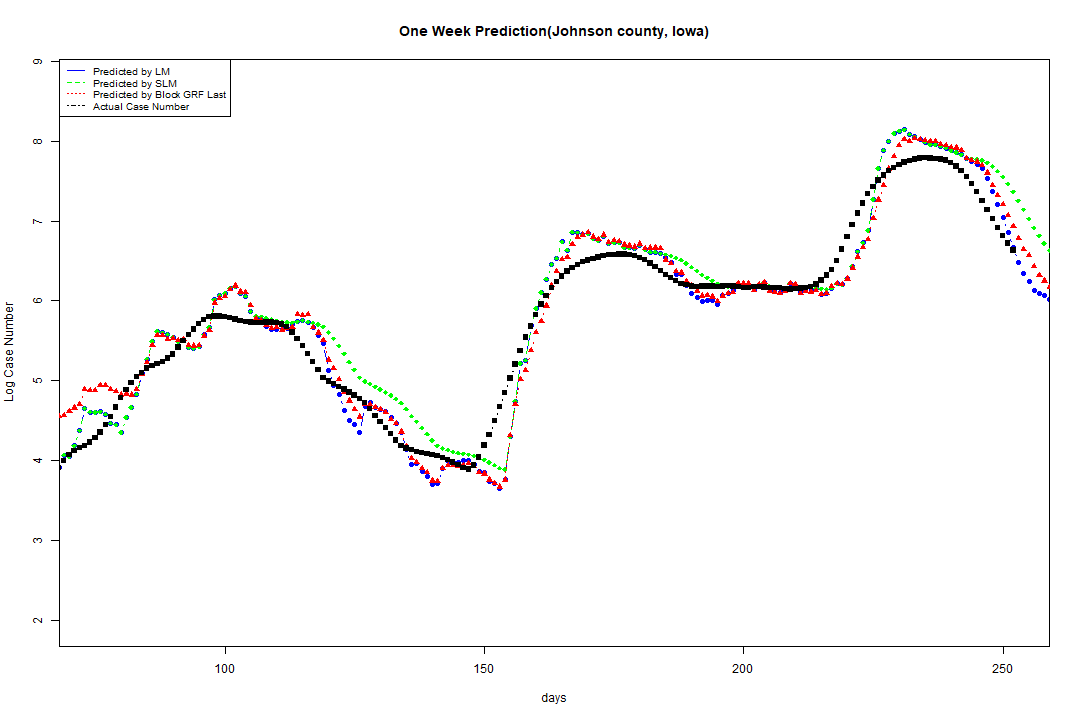 One Week Prediction(Johnson county, Iowa)
Predicted by LM
Predicted by SLM
Predicted by Block GRF Last
Actual Case Number
Log Case Number
9
8
7
6
5
4
3
2
100 150 200 250
days